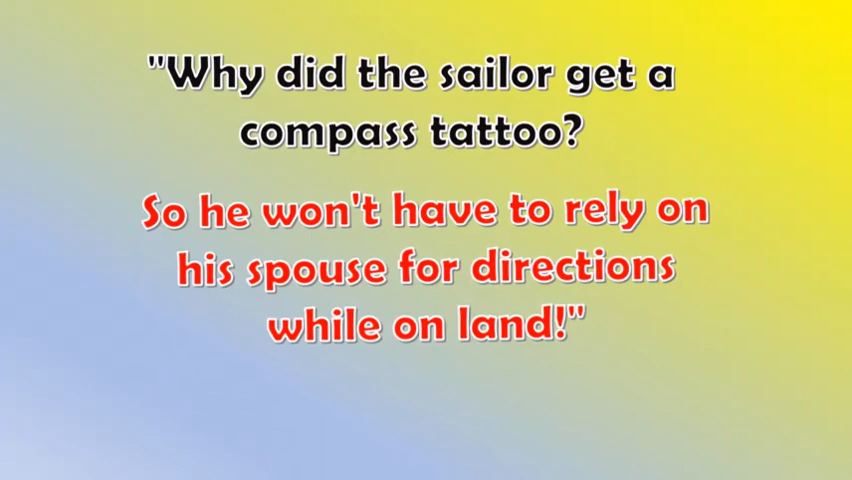 "Why did the sailor get a
compass tattoo?
So he won't have to rely on
his spouse for directions
while on land!"